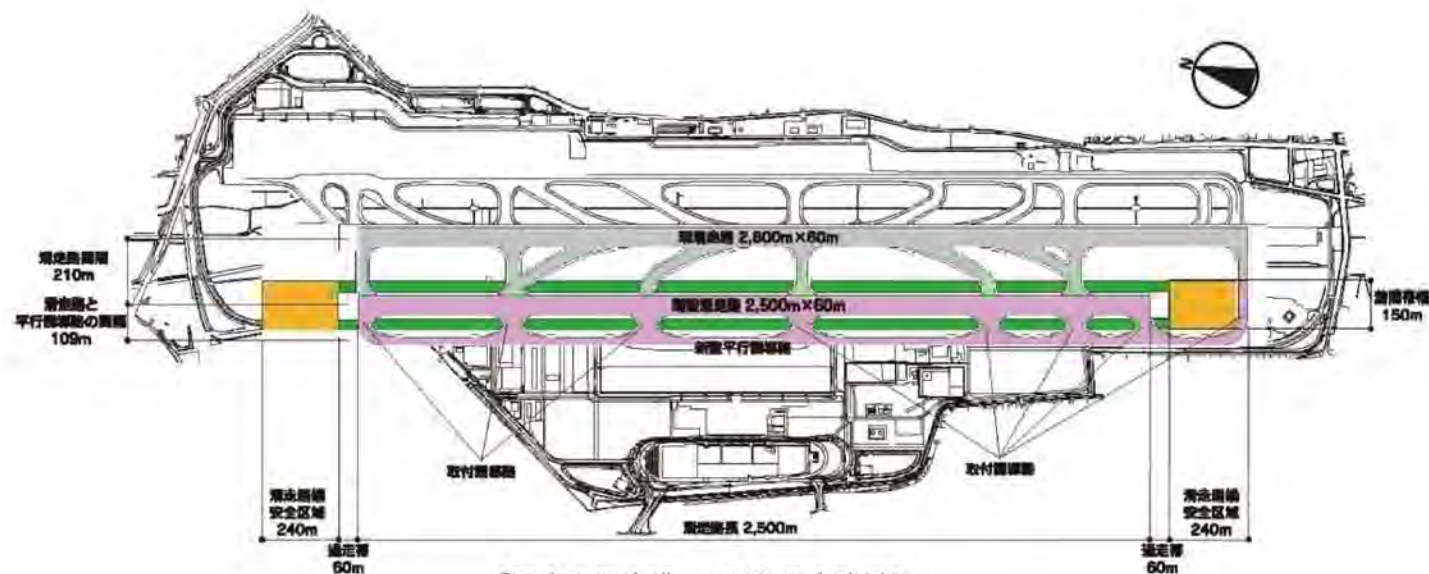 N
現滑走路 2,800m×60m
滑走路間隔
210m
増設滑走路 2,500m×60m
滑走路と
平行誘導路の間隔
109m
着陸帯幅
150m
新設平行誘導路
取付誘導路
取付誘導路
滑走路端
安全区域
240m
滑走路長 2,500m
滑走路端
安全区域
240m
過走帯
60m
過走帯
60m